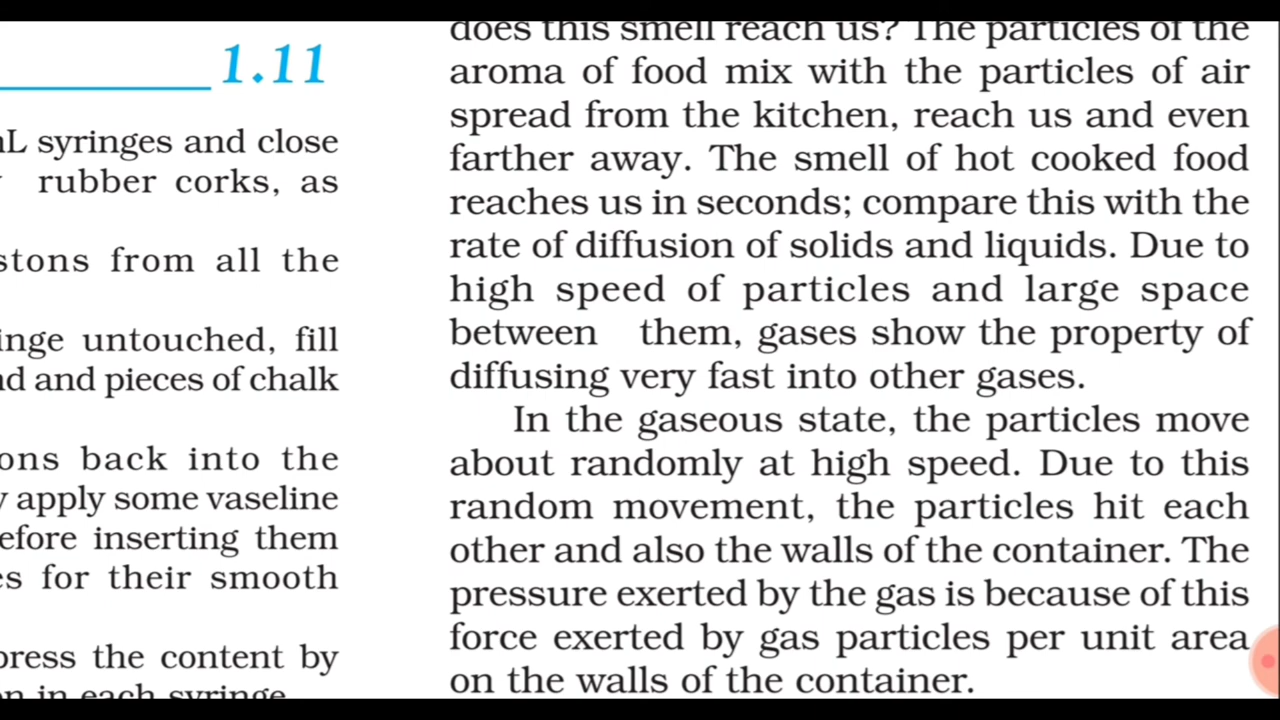 1.11
syringes and close
rubber corks, as
from all the
untouched, fill
and pieces of chalk
back into the
apply some vaseline
inserting them
for their smooth
the content by
in each syringe
does this smell reach us? The particles of the
aroma of food mix with the particles of air
spread from the kitchen, reach us and even
farther away. The smell of hot cooked food
reaches us in seconds; compare this with the
rate of diffusion of solids and liquids. Due to
high speed of particles and large space
between them, gases show the property of
diffusing very fast into other gases.
In the gaseous state, the particles move
about randomly at high speed. Due to this
random movement, the particles hit each
other and also the walls of the container. The
pressure exerted by the gas is because of this
force exerted by gas particles per unit area
on the walls of the container.